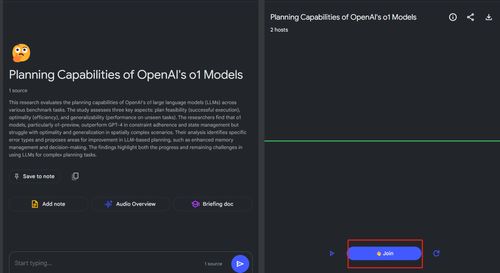 Planning Capabilities of OpenAI's o1 Models
1 source
This research evaluates the planning capabilities of OpenAI's o1 large language models (LLMs) across
various benchmark tasks. The study assesses three key aspects: plan feasibility (successful execution),
optimality (efficiency), and generalizability (performance on unseen tasks). The researchers find that o1
models, particularly o1-preview, outperform GPT-4 in constraint adherence and state management but
struggle with optimality and generalization in spatially complex scenarios. Their analysis identifies specific
error types and proposes areas for improvement in LLM-based planning, such as enhanced memory
management and decision-making. The findings highlight both the progress and remaining challenges in
using LLMs for complex planning tasks.
Save to note
Add note
Audio Overview
Briefing doc
Start typing...
1 source
Planning Capabilities of OpenAI's o1 Models
2 hosts
Join